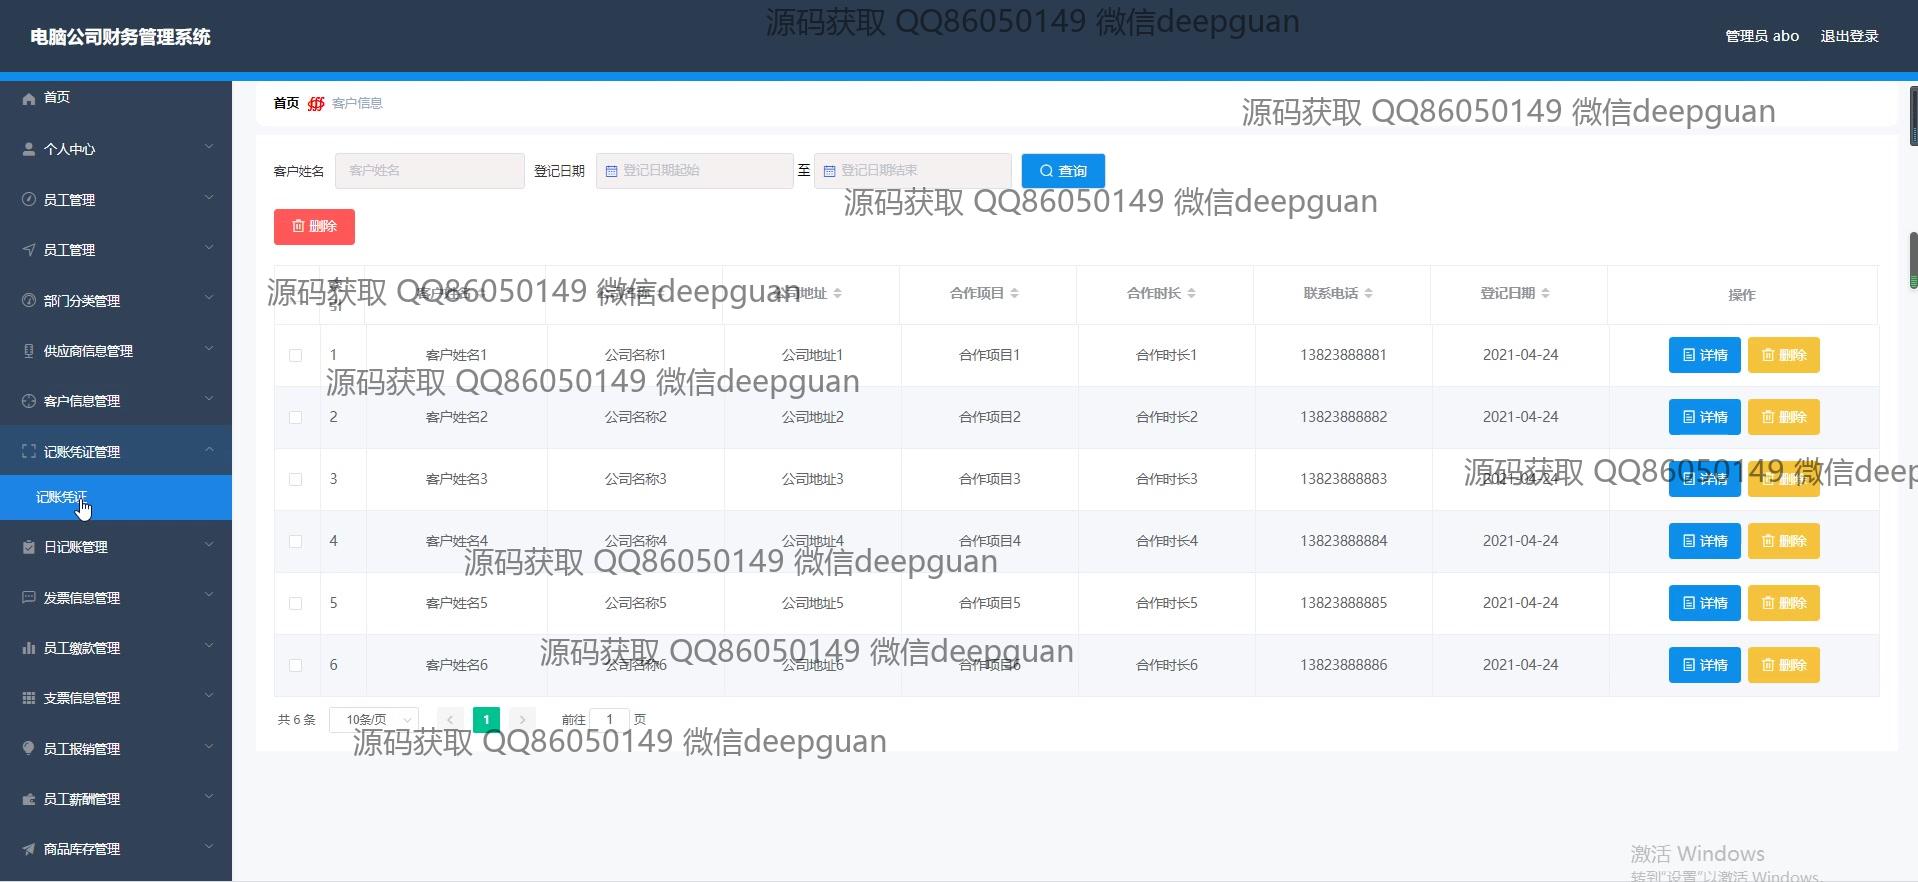 源码获取 QQ86050149 微信deepguan
电脑公司财务管理系统
管理员 abo 退出登录
首页
个人中心
员工管理
员工管理
部门分类管理
供应商信息管理
客户信息管理
记账凭证管理
记账凭证
日记账管理
发票信息管理
员工缴款管理
支票信息管理
员工报销管理
员工薪酬管理
商品库存管理
首页 客户信息
源码获取 QQ86050149 微信deepguan
客户姓名 客户姓名 登记日期 登记日期起始 至 登记日期结束 查询
源码获取 QQ86050149 微信deepguan
删除
源码获取 QQ86050149 微信deepguan
索引 客户姓名 公司名称 公司地址 合作项目 合作时长 联系电话 登记日期 操作
1 客户姓名1 公司名称1 公司地址1 合作项目1 合作时长1 13823888881 2021-04-24 详情 删除
源码获取 QQ86050149 微信deepguan
2 客户姓名2 公司名称2 公司地址2 合作项目2 合作时长2 13823888882 2021-04-24 详情 删除
源码获取 QQ86050149 微信deep
3 客户姓名3 公司名称3 公司地址3 合作项目3 合作时长3 13823888883 2021-04-24 详情 删除
4 客户姓名4 公司名称4 公司地址4 合作项目4 合作时长4 13823888884 2021-04-24 详情 删除
源码获取 QQ86050149 微信deepguan
5 客户姓名5 公司名称5 公司地址5 合作项目5 合作时长5 13823888885 2021-04-24 详情 删除
源码获取 QQ86050149 微信deepguan
6 客户姓名6 公司名称6 公司地址6 合作项目6 合作时长6 13823888886 2021-04-24 详情 删除
共 6 条 10条/页 1 前往 1 页
源码获取 QQ86050149 微信deepguan
激活 Windows
转到"设置"以激活 Windows。